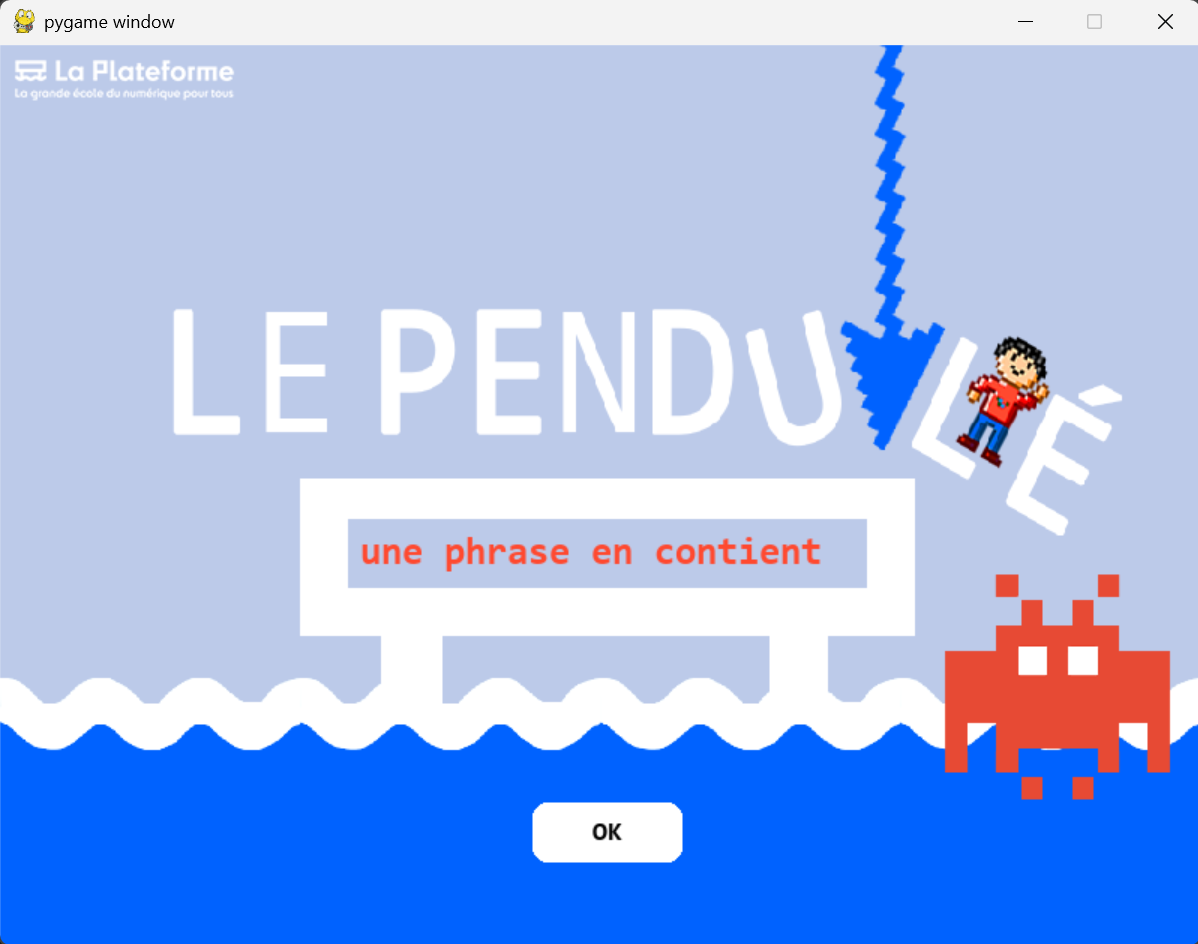 pygame window
La Plateforme
La grande école du numérique pour tous
LE PENDULÉ
une phrase en contient
OK